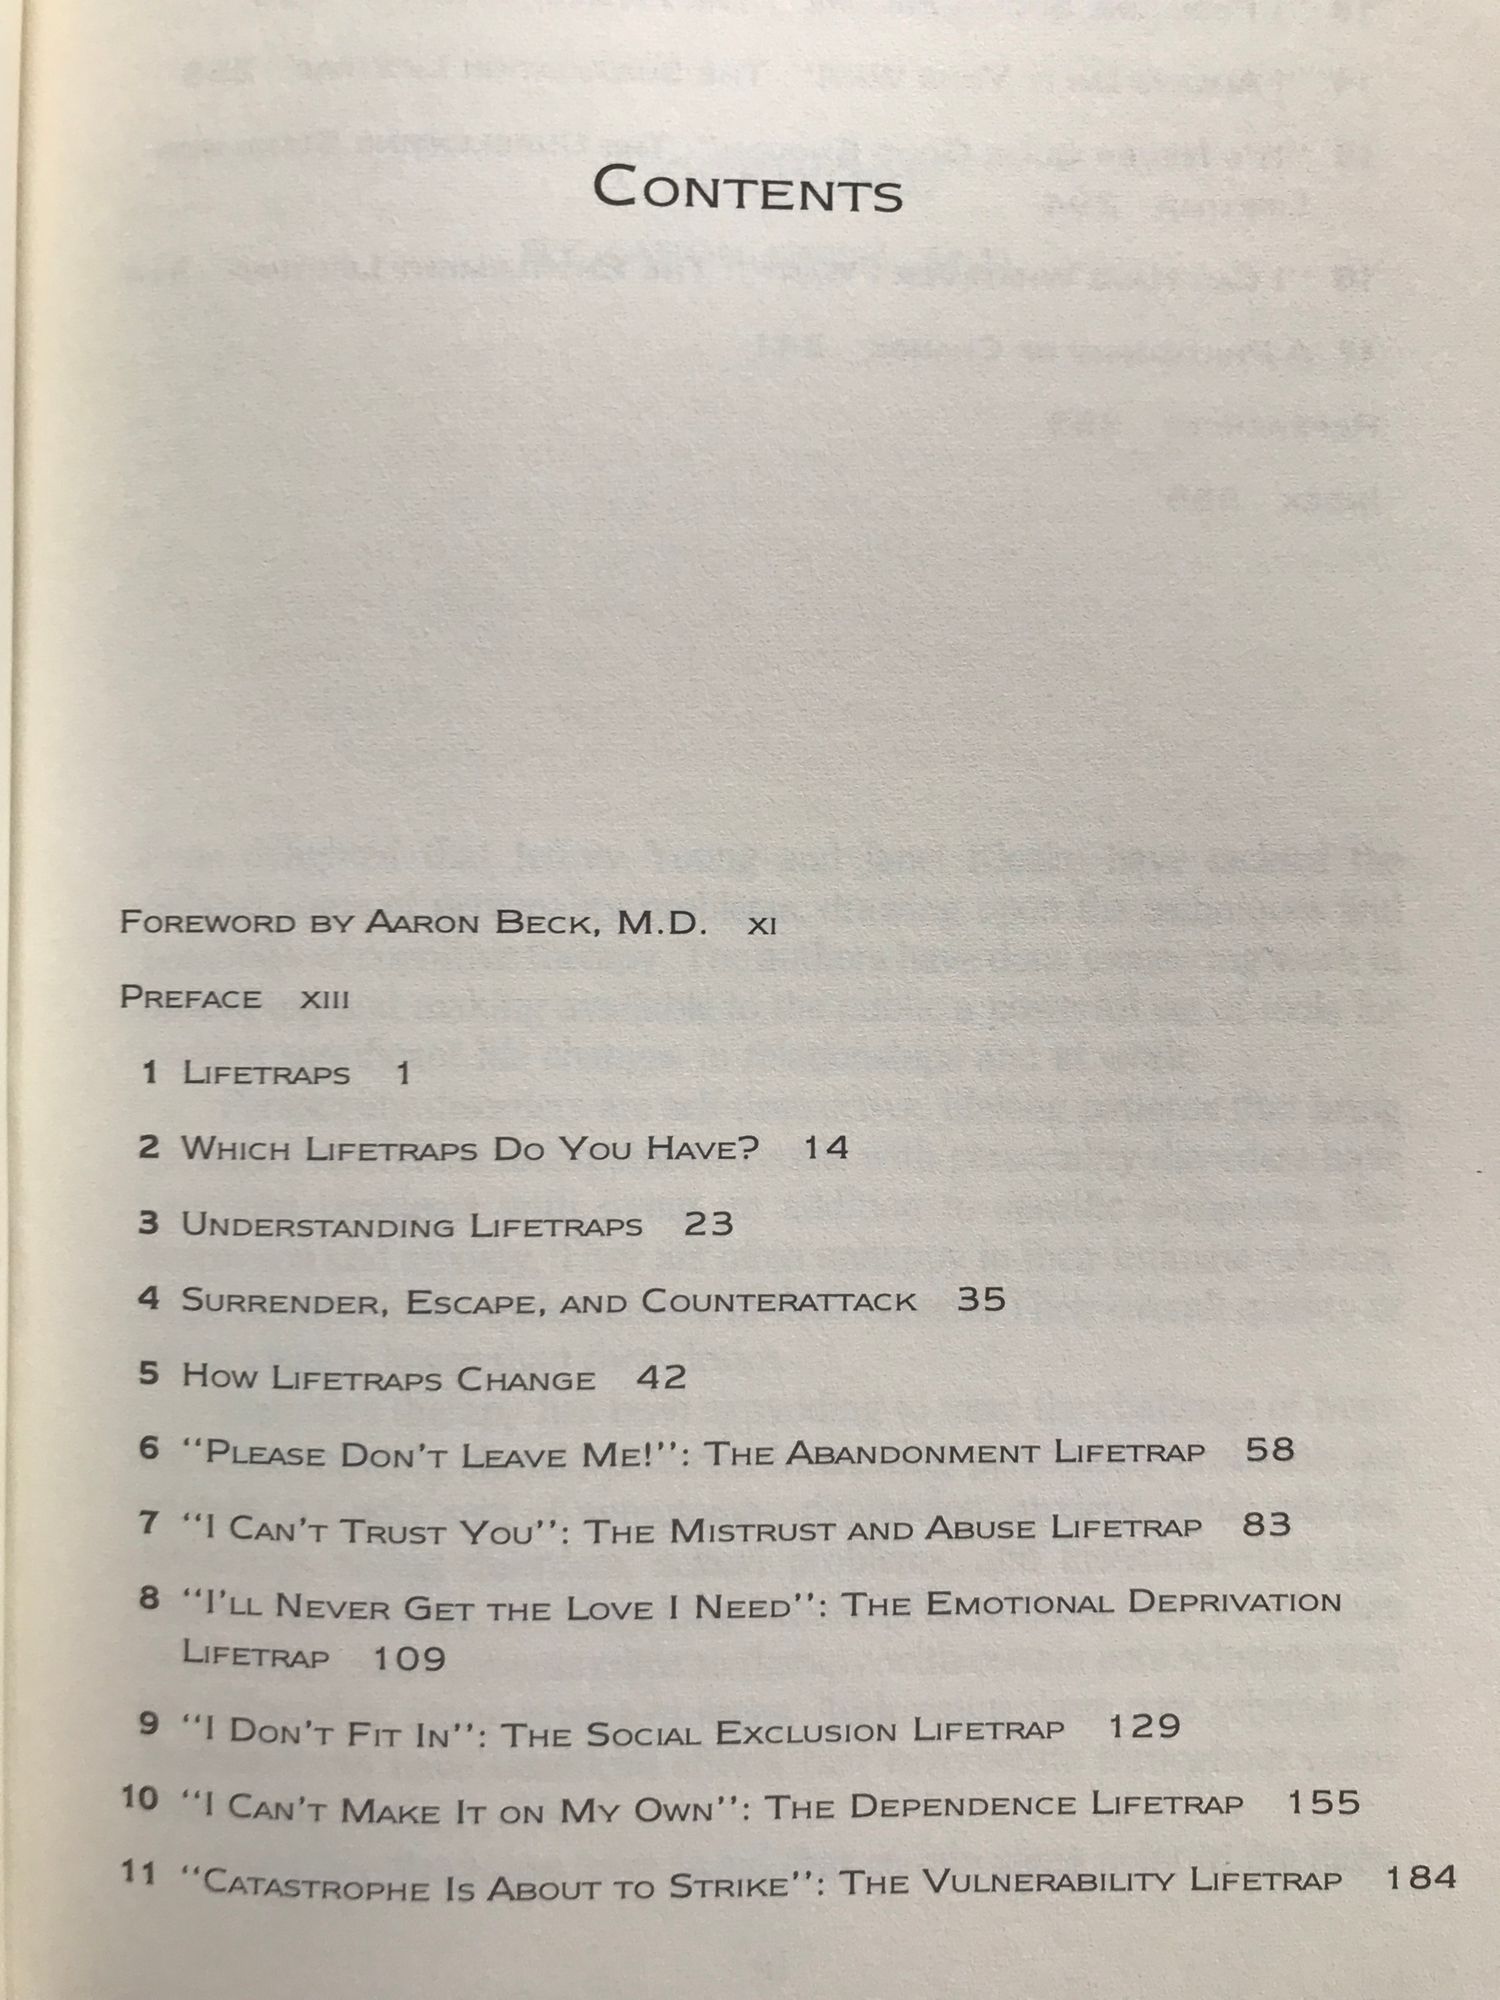 Contents
Foreword by Aaron Beck, M.D. xi
Preface xiii
1 Lifetraps 1
2 Which Lifetraps Do You Have? 14
3 Understanding Lifetraps 23
4 Surrender, Escape, and Counterattack 35
5 How Lifetraps Change 42
6 "Please Don't Leave Me!": The Abandonment Lifetrap 58
7 "I Can't Trust You": The Mistrust and Abuse Lifetrap 83
8 "I'll Never Get the Love I Need": The Emotional Deprivation
Lifetrap 109
9 "I Don't Fit In": The Social Exclusion Lifetrap 129
10 "I Can't Make It on My Own": The Dependence Lifetrap 155
11 "Catastrophe Is About to Strike": The Vulnerability Lifetrap 184